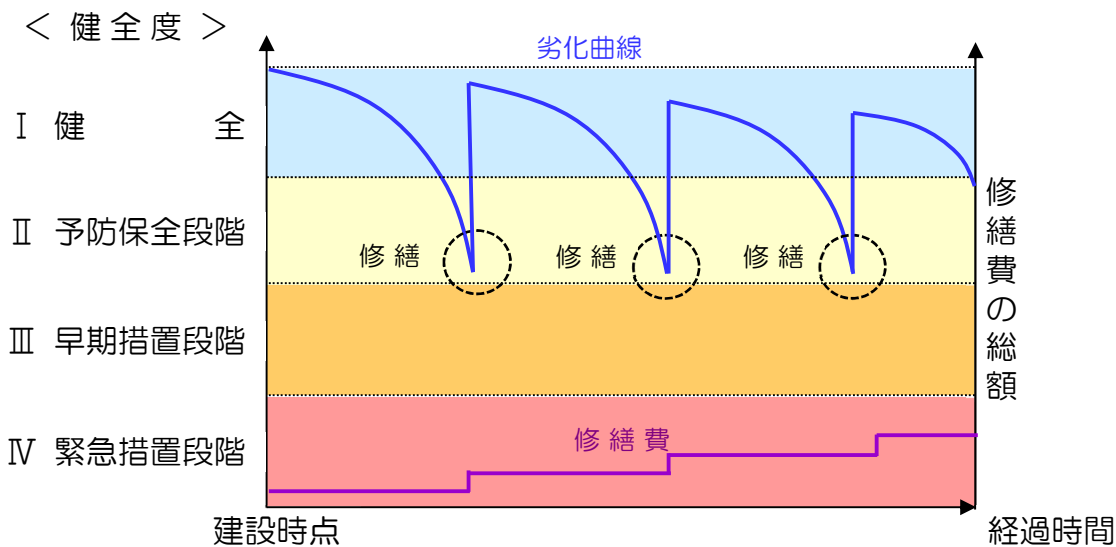 ＜健全度＞
劣化曲線
Ⅰ 健　　　全
Ⅱ 予防保全段階
修繕
修繕
修繕
Ⅲ 早期措置段階
Ⅳ 緊急措置段階
修繕費
修繕費の総額
建設時点
経過時間